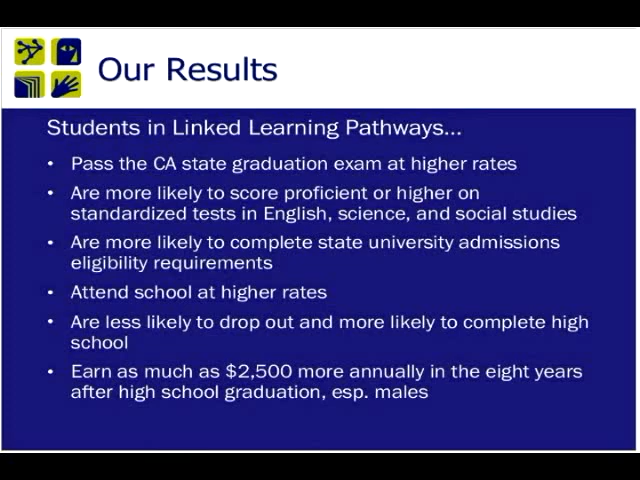 Our Results
Students in Linked Learning Pathways...
• Pass the CA state graduation exam at higher rates
• Are more likely to score proficient or higher on
standardized tests in English, science, and social studies
• Are more likely to complete state university admissions
eligibility requirements
• Attend school at higher rates
• Are less likely to drop out and more likely to complete high
school
• Earn as much as $2,500 more annually in the eight years
after high school graduation, esp. males